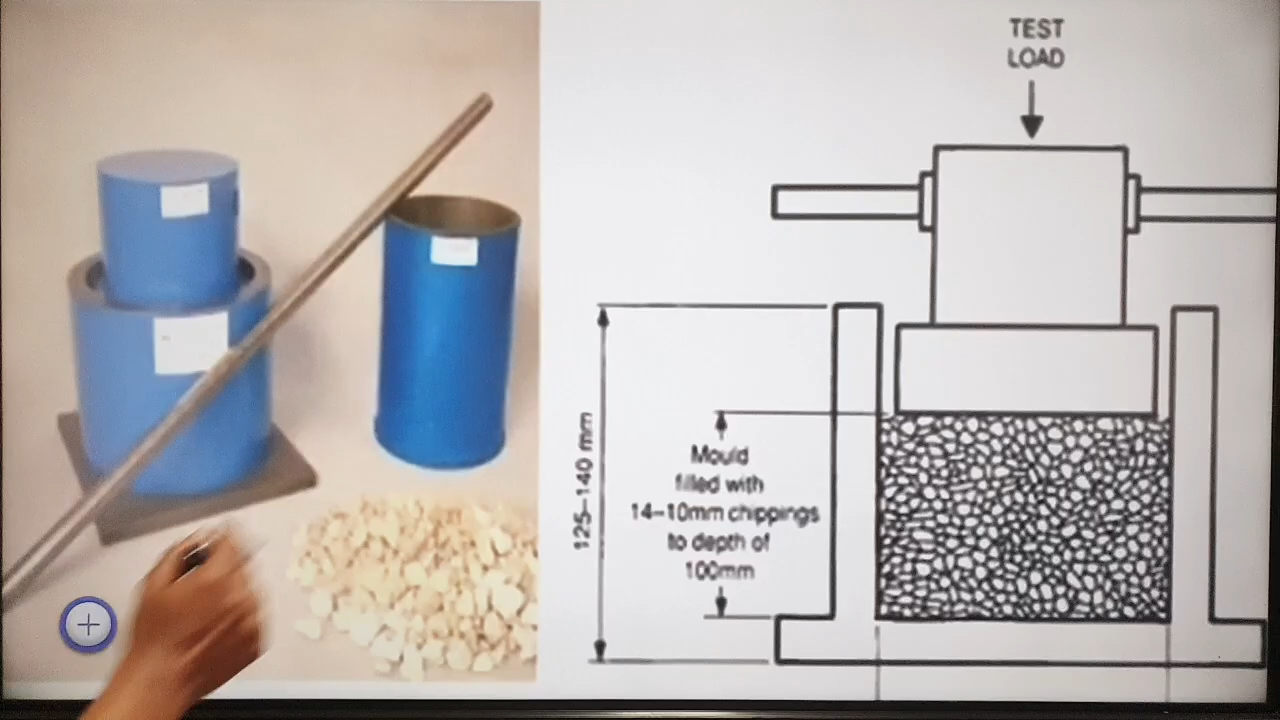 TEST
LOAD
125-140 mm
Mould
filled with
14-10mm chippings
to depth of
100mm